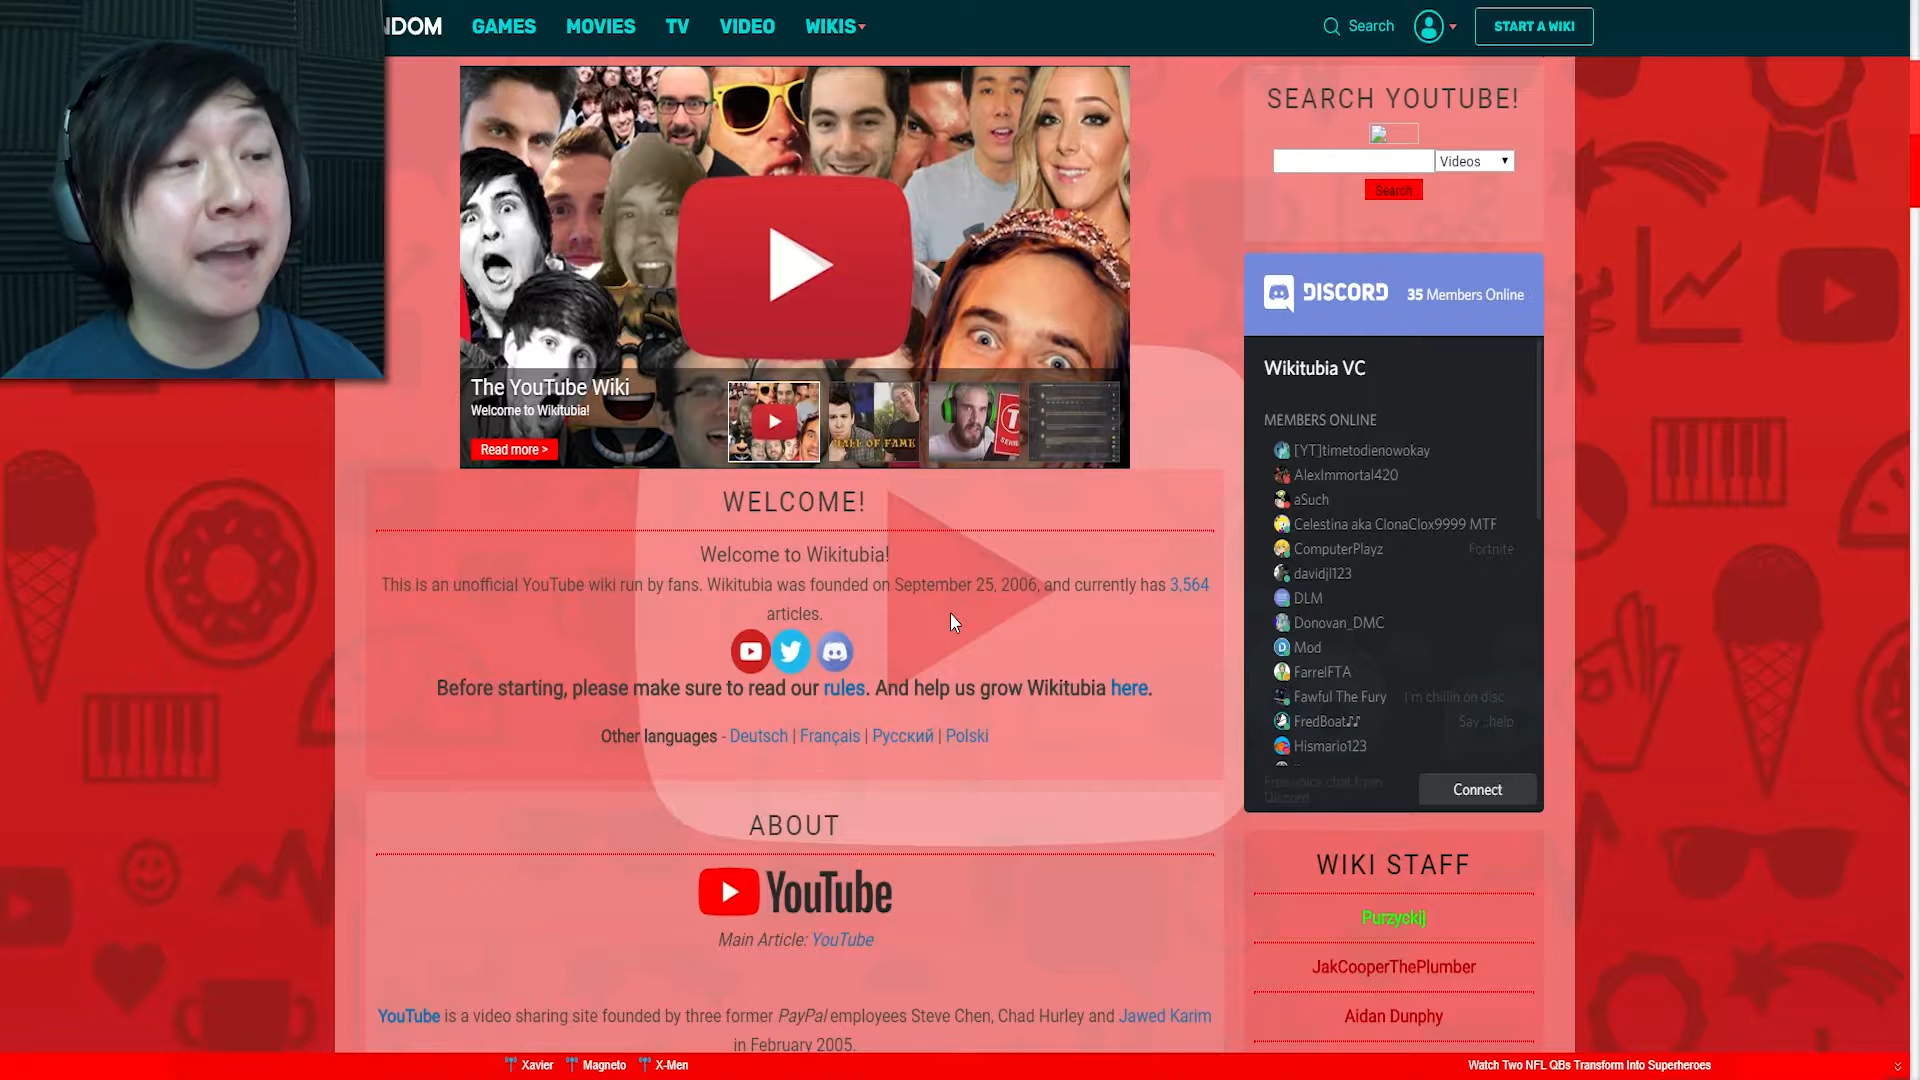 NDOM GAMES MOVIES TV VIDEO WIKIS Search START A WIKI
The YouTube Wiki
Welcome to Wikitubia!
Read more >
HALL OF FAME
WELCOME!
Welcome to Wikitubia!
This is an unofficial YouTube wiki run by fans. Wikitubia was founded on September 25, 2006, and currently has 3,564
articles.
Before starting, please make sure to read our rules. And help us grow Wikitubia here.
Other languages - Deutsch | Français | Русский | Polski
ABOUT
YouTube
Main Article: YouTube
YouTube is a video sharing site founded by three former PayPal employees Steve Chen, Chad Hurley and Jawed Karim
in February 2005.
SEARCH YOUTUBE!
Videos
Search
DISCORD 35 Members Online
Wikitubia VC
MEMBERS ONLINE
[YT]timetodienowokay
AlexImmortal420
aSuch
Celestina aka ClonaClox9999 MTF
ComputerPlayz Fortnite
davidjl123
DLM
Donovan_DMC
Mod
FarrelFTA
Fawful The Fury I'm chillin on disc
FredBoat♪♪ Say ;;help
Hismario123
Free voice chat from
Discord
Connect
WIKI STAFF
Purzyckij
JakCooperThePlumber
Aidan Dunphy
Xavier Magneto X-Men Watch Two NFL QBs Transform Into Superheroes